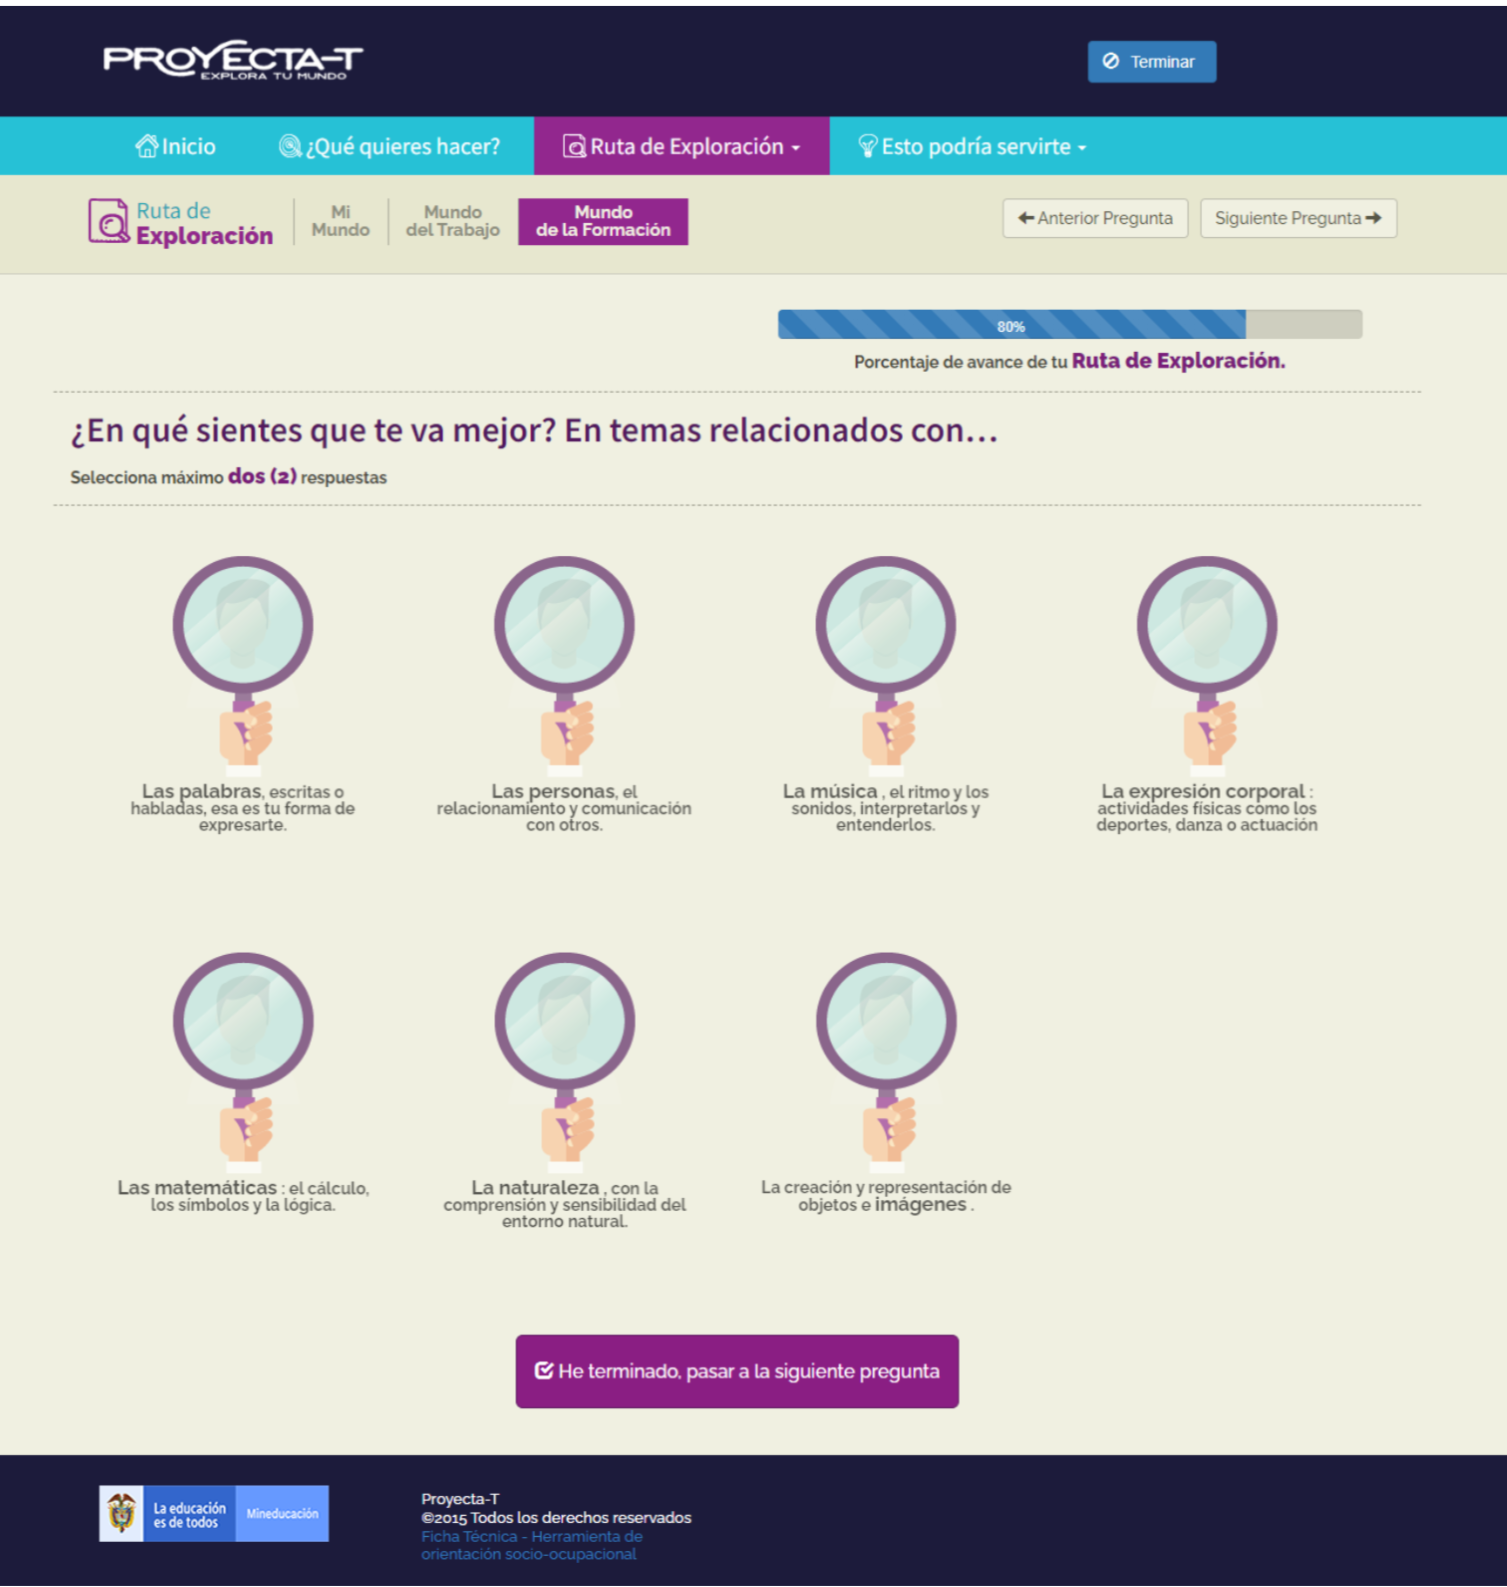 PROYECTA-T
EXPLORA TU MUNDO
Terminar
Inicio
¿Qué quieres hacer?
Ruta de Exploración
Esto podría servirte
Ruta de
Exploración
Mi
Mundo
Mundo
del Trabajo
Mundo
de la Formación
Anterior Pregunta
Siguiente Pregunta
80%
Porcentaje de avance de tu Ruta de Exploración.
¿En qué sientes que te va mejor? En temas relacionados con...
Selecciona máximo dos (2) respuestas
Las palabras, escritas o
habladas, esa es tu forma de
expresarte.
Las personas, el
relacionamiento y comunicación
con otros.
La música , el ritmo y los
sonidos, interpretarlos y
entenderlos.
La expresión corporal :
actividades físicas como los
deportes, danza o actuación
Las matemáticas : el cálculo,
los símbolos y la lógica.
La naturaleza , con la
comprensión y sensibilidad del
entorno natural.
La creación y representación de
objetos e imágenes .
He terminado, pasar a la siguiente pregunta
La educación
es de todos
Mineducación
Proyecta-T
©2015 Todos los derechos reservados
Ficha Técnica - Herramienta de
orientación socio-ocupacional